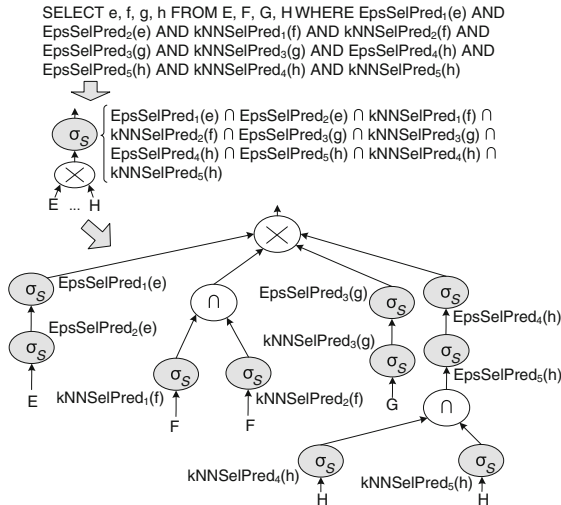 SELECT e, f, g, h FROM E, F, G, H WHERE EpsSelPred₁(e) AND
EpsSelPred₂(e) AND kNNSelPred₁(f) AND kNNSelPred₂(f) AND
EpsSelPred₃(g) AND kNNSelPred₃(g) AND EpsSelPred₄(h) AND
EpsSelPred₅(h) AND kNNSelPred₄(h) AND kNNSelPred₅(h)
EpsSelPred₁(e) ∩ EpsSelPred₂(e) ∩ kNNSelPred₁(f) ∩
σS kNNSelPred₂(f) ∩ EpsSelPred₃(g) ∩ kNNSelPred₃(g) ∩
EpsSelPred₄(h) ∩ EpsSelPred₅(h) ∩ kNNSelPred₄(h) ∩
× kNNSelPred₅(h)
E ... H
×
σS EpsSelPred₁(e)
∩
EpsSelPred₃(g) σS
σS
EpsSelPred₄(h)
EpsSelPred₂(e)
σS
kNNSelPred₃(g) σS
σS
σS
σS
EpsSelPred₅(h)
kNNSelPred₁(f)
kNNSelPred₂(f)
E
F
F
G
∩
kNNSelPred₄(h) σS
kNNSelPred₅(h) σS
H
H